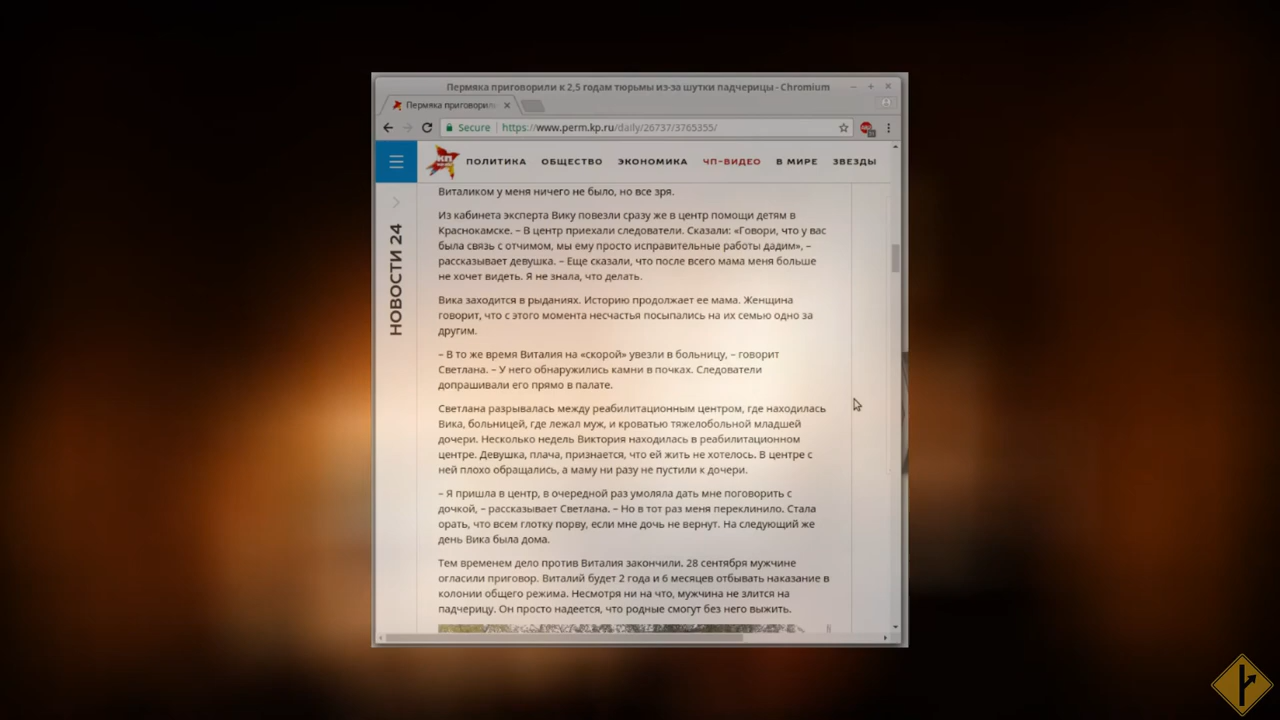 Пермяка приговорили к 2,5 годам тюрьмы из-за шутки падчерицы - Chromium
Пермяка приговорил
Secure https://www.perm.kp.ru/daily/26737/3765355/
КП
ПОЛИТИКА ОБЩЕСТВО ЭКОНОМИКА ЧП-ВИДЕО В МИРЕ ЗВЕЗДЫ
НОВОСТИ 24
Виталиком у меня ничего не было, но все зря.
Из кабинета эксперта Вику повезли сразу же в центр помощи детям в
Краснокамске. – В центр приехали следователи. Сказали: «Говори, что у вас
была связь с отчимом, мы ему просто исправительные работы дадим», –
рассказывает девушка. – Еще сказали, что после всего мама меня больше
не хочет видеть. Я не знала, что делать.
Вика заходится в рыданиях. Историю продолжает ее мама. Женщина
говорит, что с этого момента несчастья посыпались на их семью одно за
другим.
– В то же время Виталия на «скорой» увезли в больницу, – говорит
Светлана. – У него обнаружились камни в почках. Следователи
допрашивали его прямо в палате.
Светлана разрывалась между реабилитационным центром, где находилась
Вика, больницей, где лежал муж, и кроватью тяжелобольной младшей
дочери. Несколько недель Виктория находилась в реабилитационном
центре. Девушка, плача, признается, что ей жить не хотелось. В центре с
ней плохо обращались, а маму ни разу не пустили к дочери.
– Я пришла в центр, в очередной раз умоляла дать мне поговорить с
дочкой, – рассказывает Светлана. – Но в тот раз меня переклинило. Стала
орать, что всем глотку порву, если мне дочь не вернут. На следующий же
день Вика была дома.
Тем временем дело против Виталия закончили. 28 сентября мужчине
огласили приговор. Виталий будет 2 года и 6 месяцев отбывать наказание в
колонии общего режима. Несмотря ни на что, мужчина не злится на
падчерицу. Он просто надеется, что родные смогут без него выжить.